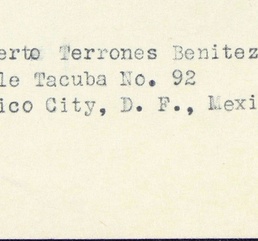 erto Terrones Benitez
le Tacuba No. 92
ico City, D. F., Mexi